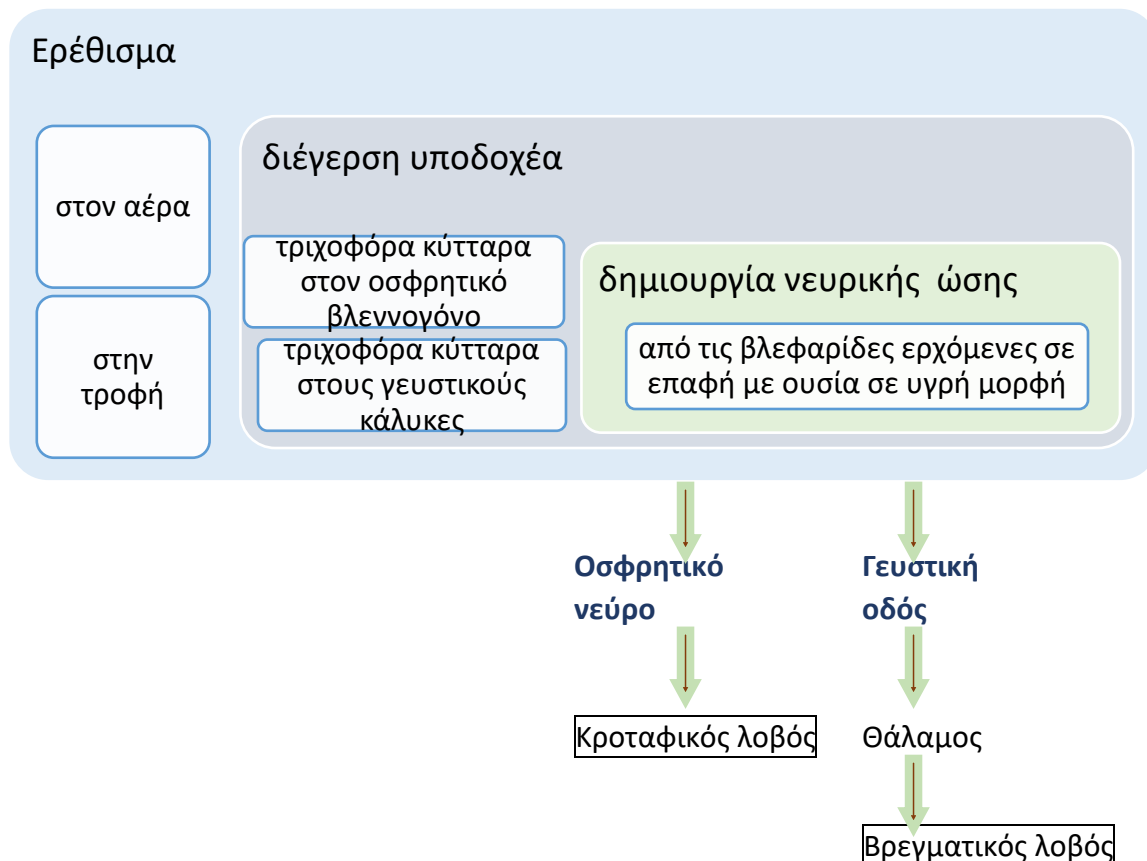 Ερέθισμα
στον αέρα
στην
τροφή
διέγερση υποδοχέα
τριχοφόρα κύτταρα
στον οσφρητικό
βλεννογόνο
τριχοφόρα κύτταρα
στους γευστικούς
κάλυκες
δημιουργία νευρικής ώσης
από τις βλεφαρίδες ερχόμενες σε
επαφή με ουσία σε υγρή μορφή
Οσφρητικό
νεύρο
Γευστική
οδός
Κροταφικός λοβός
Θάλαμος
Βρεγματικός λοβός